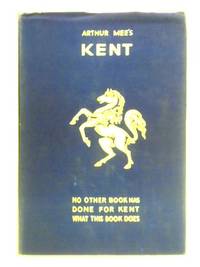 ARTHUR MEE'S
KENT
NO OTHER BOOK HAS
DONE FOR KENT
WHAT THIS BOOK DOES